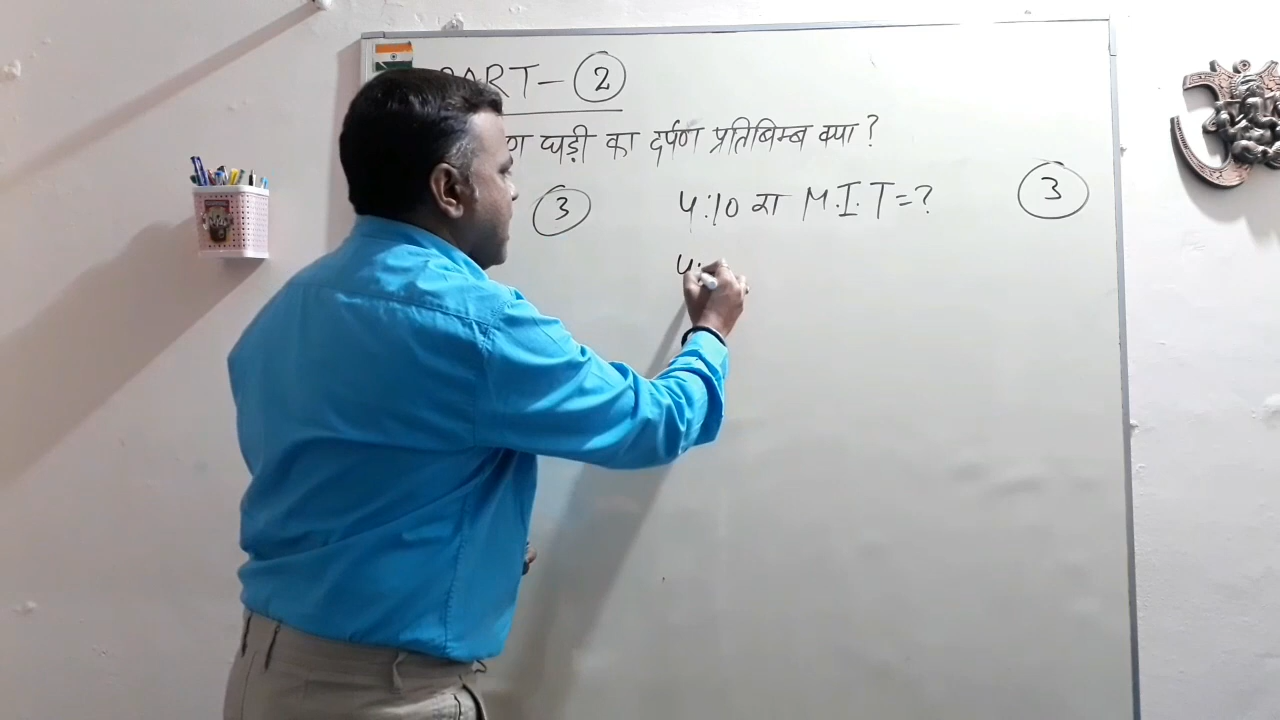 PART-②
घड़ी का दर्पण प्रतिबिम्ब क्या?
③ 4:10 का M.I.T=? ③
4: